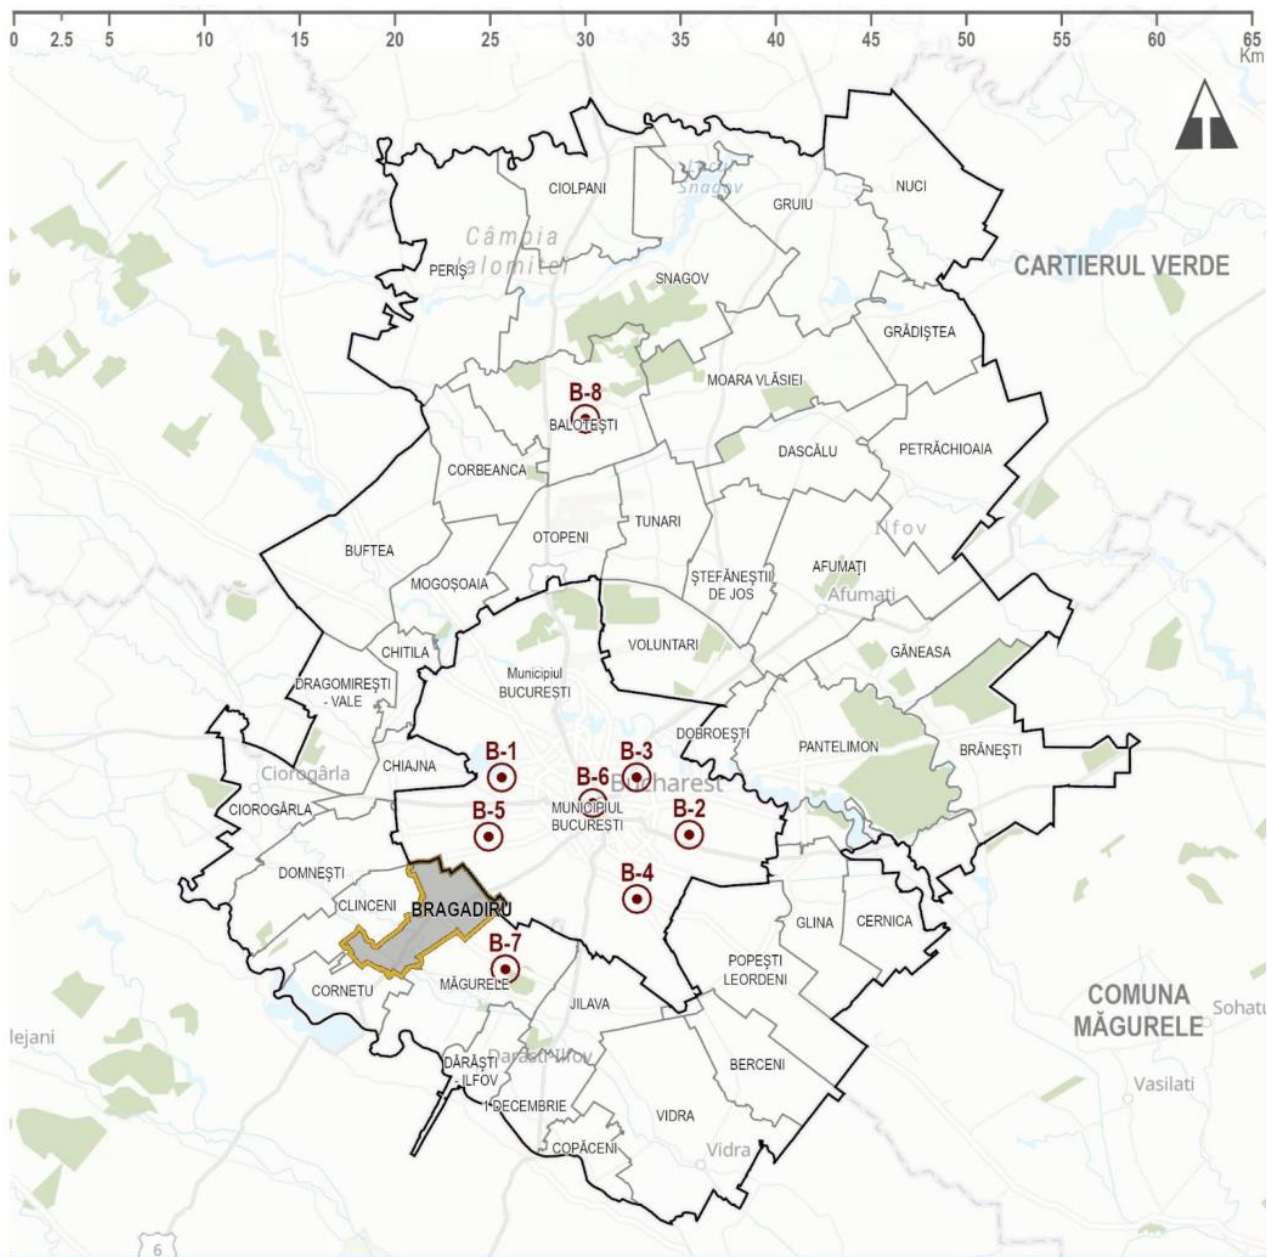 0 2.5 5 10 15 20 25 30 35 40 45 50 55 60 65
Km
CIOLPANI
Snagov
NUCI
GRUIU
Câmpia
Ialomiței
PERIȘ
SNAGOV
CARTIERUL VERDE
GRĂDIȘTEA
MOARA VLĂSIEI
B-8
BALOTEȘTI
CORBEANCA
DASCĂLU
PETRĂCHIOAIA
TUNARI
OTOPENI
Ilfov
BUFTEA
MOGOȘOAIA
ȘTEFĂNEȘTII
DE JOS
AFUMAȚI
Afumați
CHITILA
VOLUNTARI
GĂNEASA
Municipiul
BUCUREȘTI
DRAGOMIREȘTI
- VALE
DOBROEȘTI
PANTELIMON
BRĂNEȘTI
B-1
B-3
CHIAJNA
Ciorogârla
B-6
Bucharest
CIOROGÂRLA
B-5
MUNICIPIUL
BUCUREȘTI
B-2
DOMNEȘTI
B-4
CLINCENI
BRAGADIRU
GLINA
CERNICA
B-7
POPEȘTI
LEORDENI
MĂGURELE
CORNETU
JILAVA
COMUNA
MĂGURELE
Sohatu
lejani
Darasti-Ilfov
DĂRĂȘTI
- ILFOV
BERCENI
Vasilati
1 DECEMBRIE
VIDRA
COPĂCENI
Vidra
6